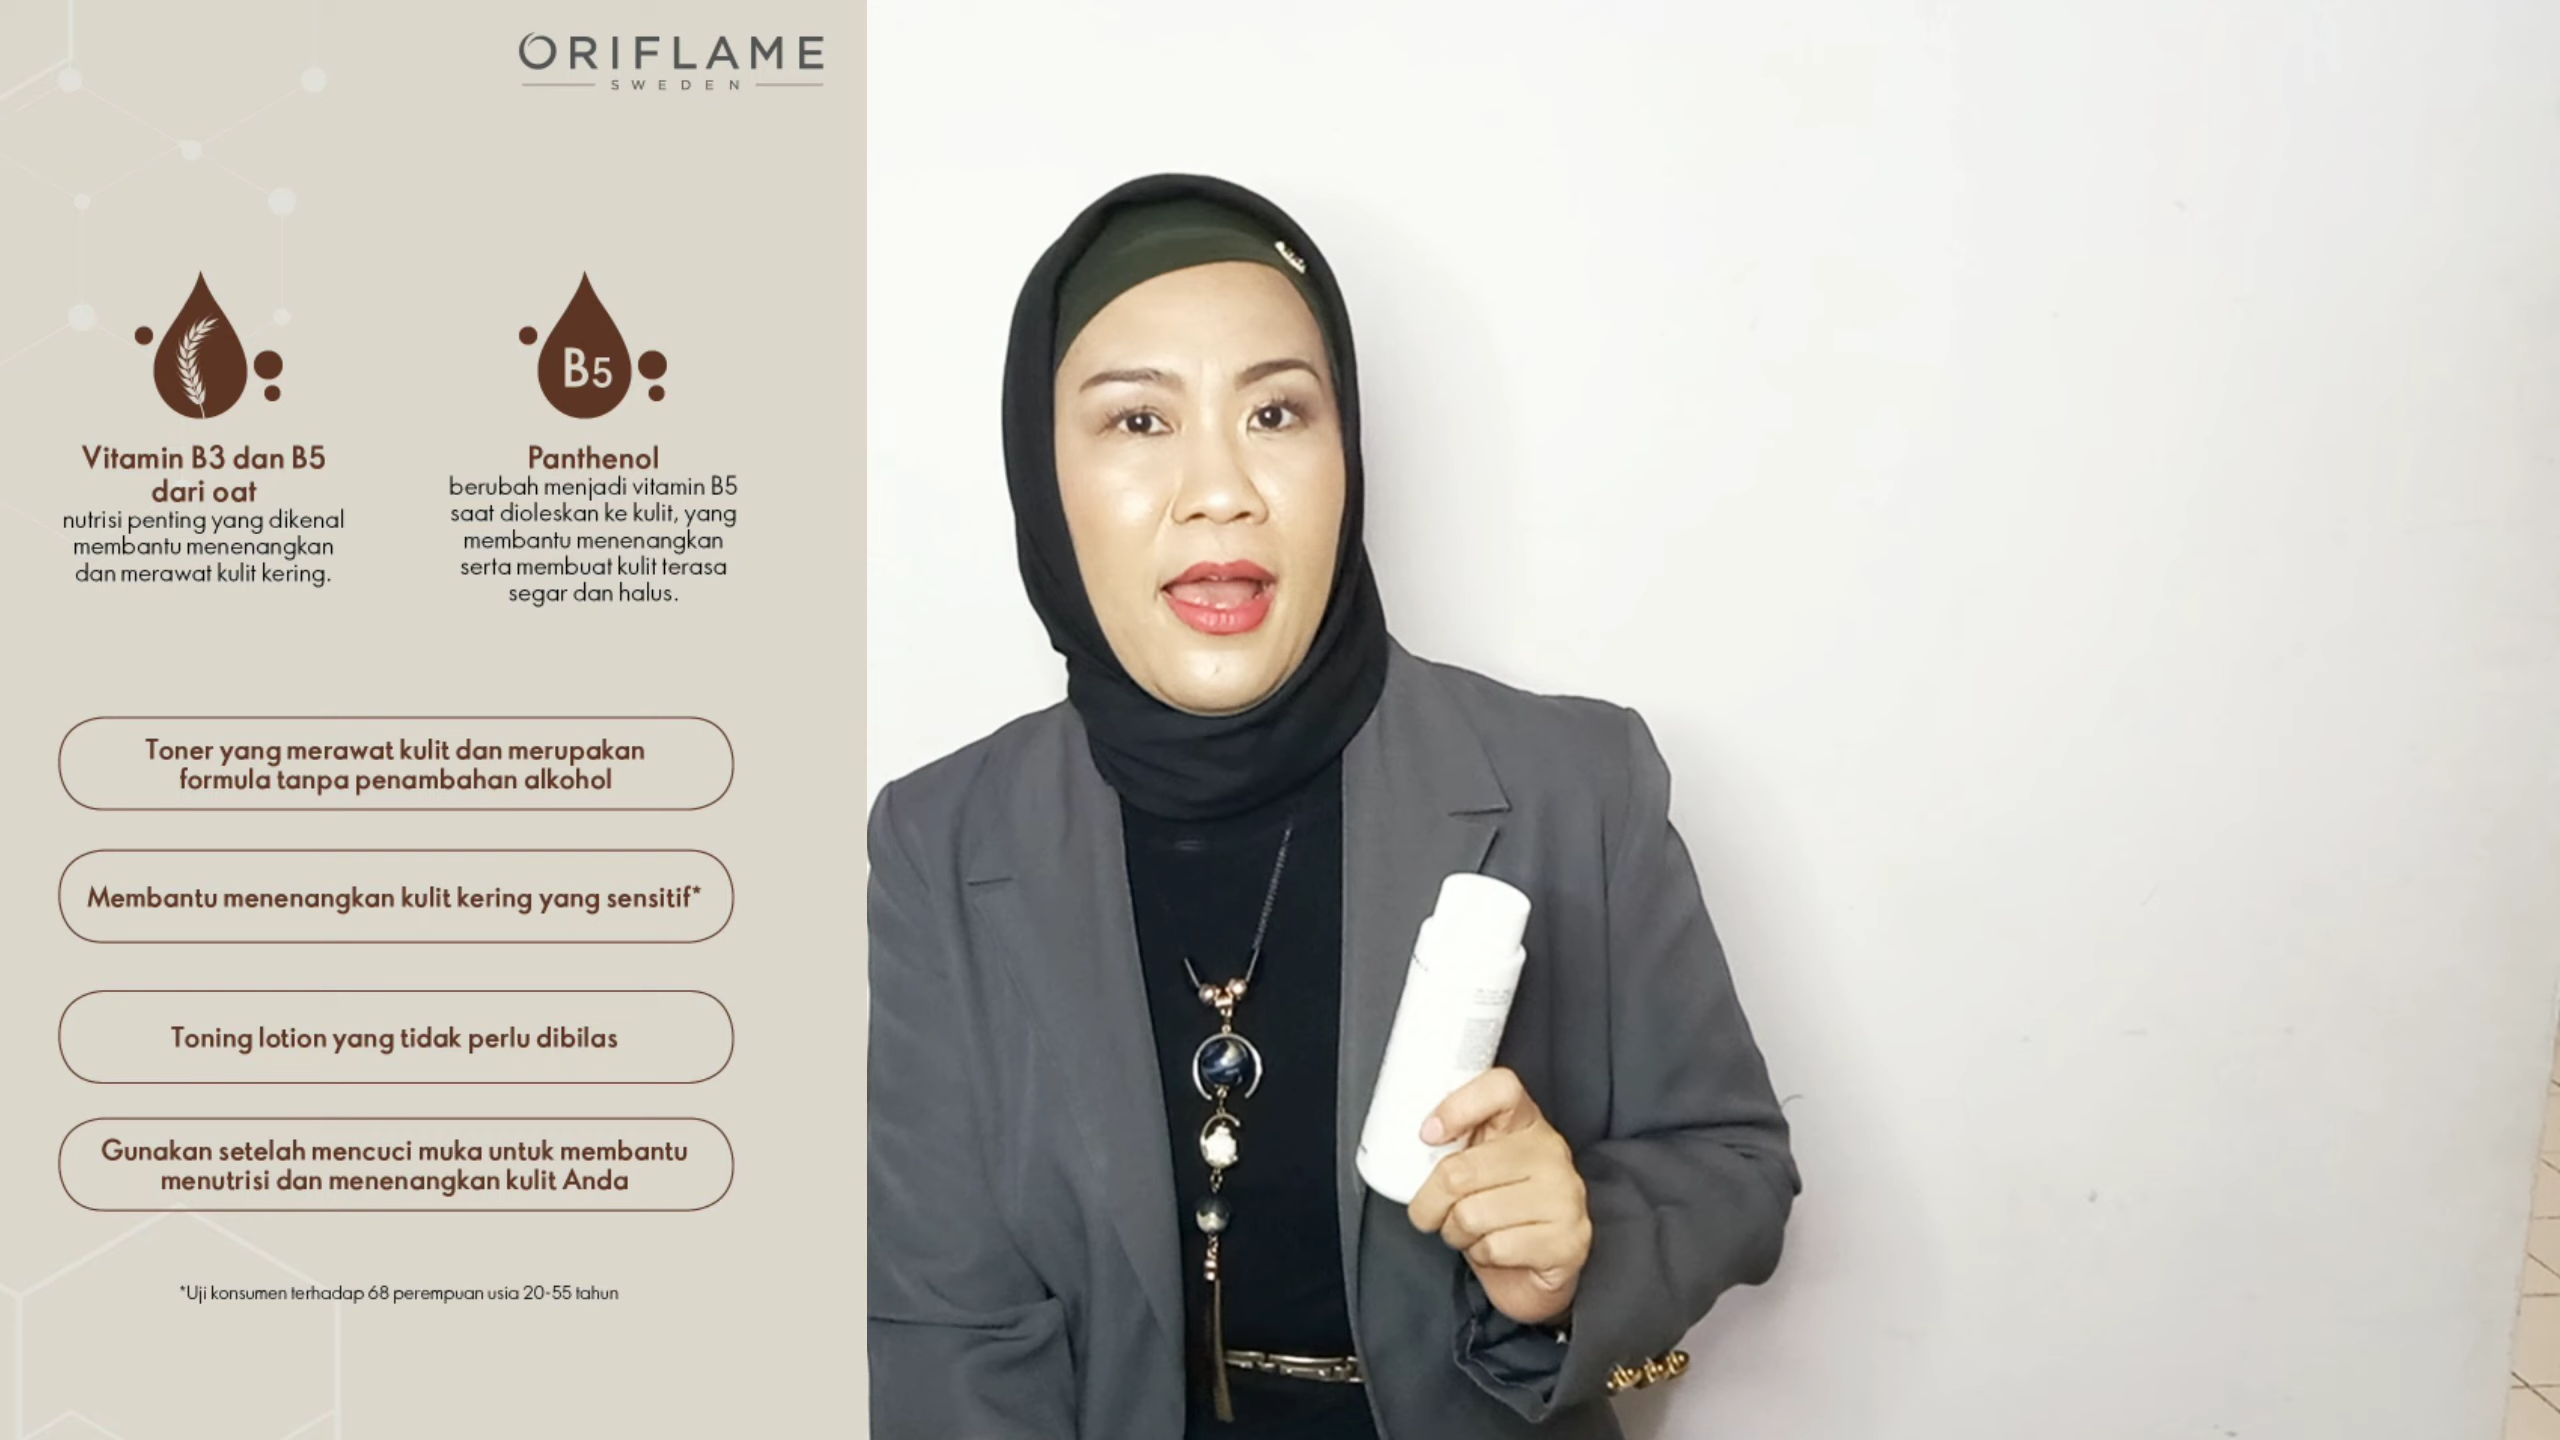 ORIFLAME
SWEDEN
B5
Vitamin B3 dan B5
dari oat
nutrisi penting yang dikenal
membantu menenangkan
dan merawat kulit kering.
Panthenol
berubah menjadi vitamin B5
saat dioleskan ke kulit, yang
membantu menenangkan
serta membuat kulit terasa
segar dan halus.
Toner yang merawat kulit dan merupakan
formula tanpa penambahan alkohol
Membantu menenangkan kulit kering yang sensitif*
Toning lotion yang tidak perlu dibilas
Gunakan setelah mencuci muka untuk membantu
menutrisi dan menenangkan kulit Anda
*Uji konsumen terhadap 68 perempuan usia 20-55 tahun